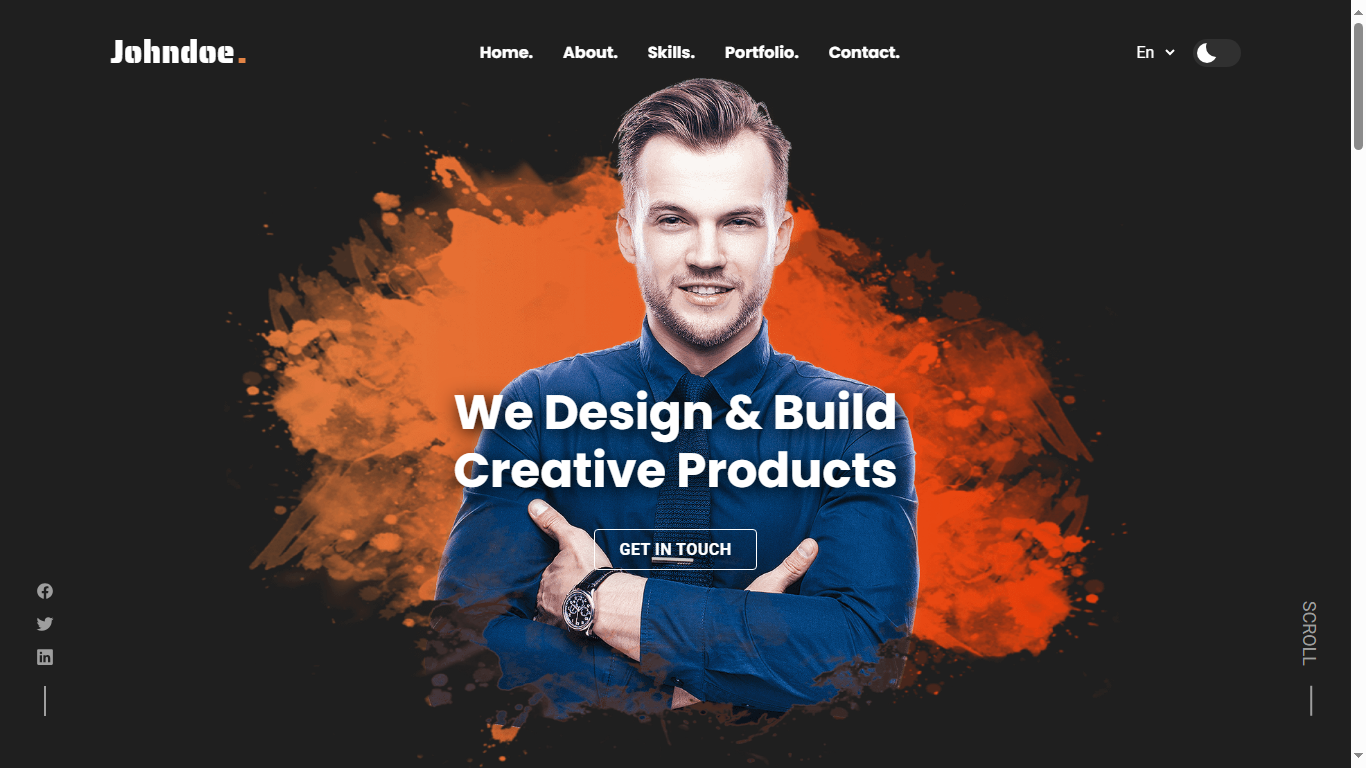 Johndoe.
Home. About. Skills. Portfolio. Contact.
En
We Design & Build
Creative Products
GET IN TOUCH
SCROLL